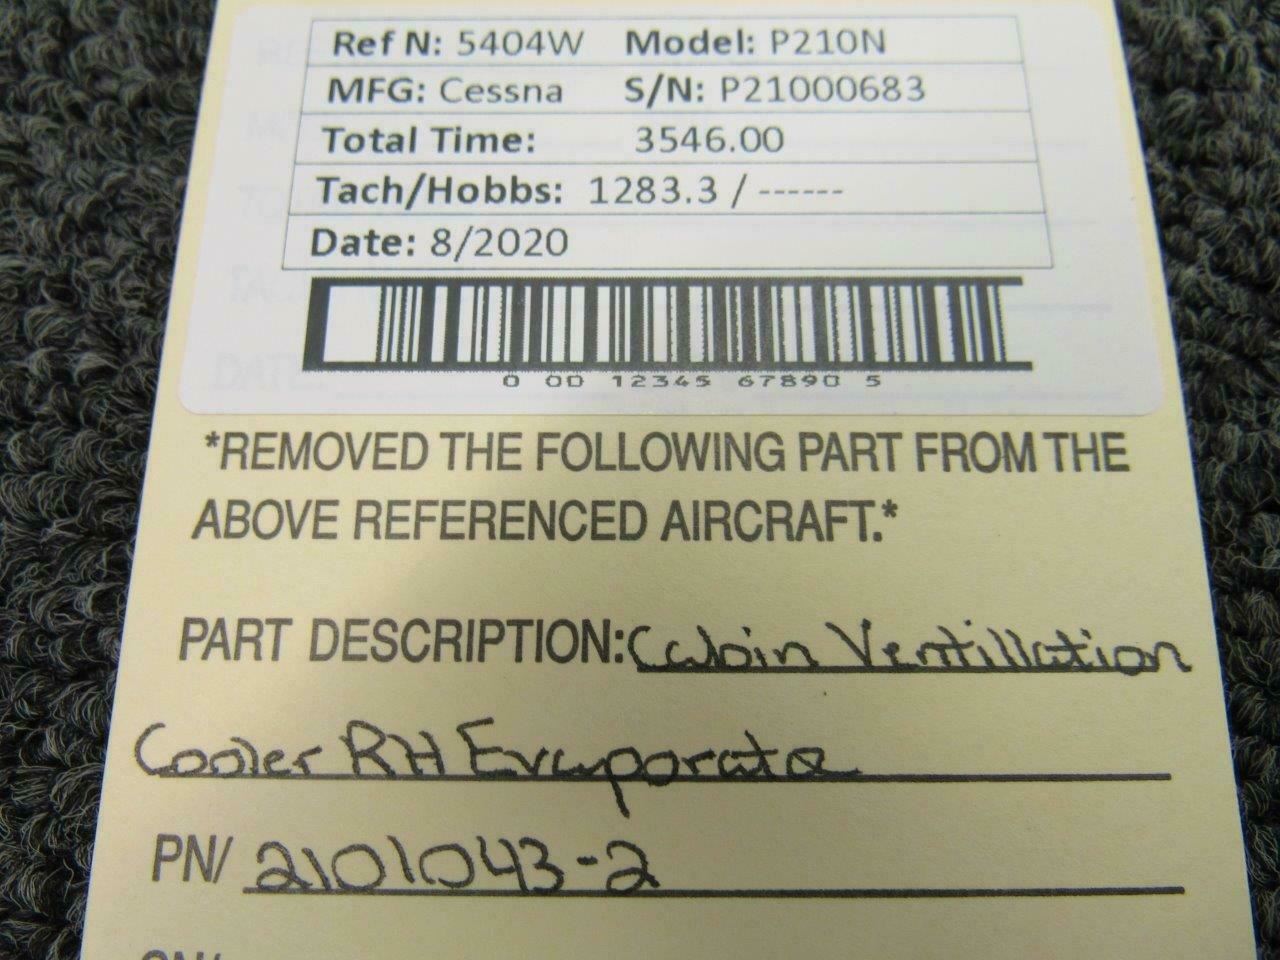 Ref N: 5404W Model: P210N
MFG: Cessna S/N: P21000683
Total Time: 3546.00
Tach/Hobbs: 1283.3 / ------
Date: 8/2020
0 00 12345 67890 5
*REMOVED THE FOLLOWING PART FROM THE
ABOVE REFERENCED AIRCRAFT.*
PART DESCRIPTION: Cabin Ventillation
Cooler RH Evaporate
PN/ 2101043-2